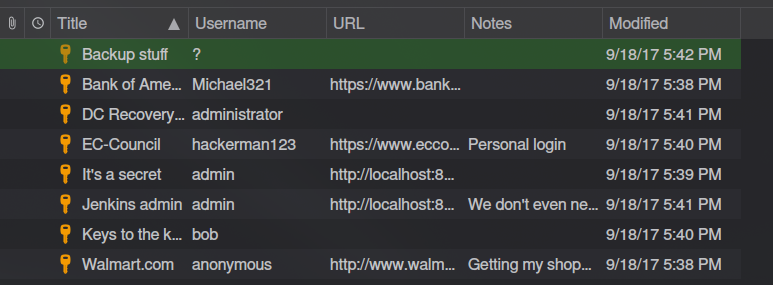 Title Username URL Notes Modified
Backup stuff ? 9/18/17 5:42 PM
Bank of Ame... Michael321 https://www.bank... 9/18/17 5:38 PM
DC Recovery... administrator 9/18/17 5:41 PM
EC-Council hackerman123 https://www.ecco... Personal login 9/18/17 5:40 PM
It's a secret admin http://localhost:8... 9/18/17 5:39 PM
Jenkins admin admin http://localhost:8... We don't even ne... 9/18/17 5:41 PM
Keys to the k... bob 9/18/17 5:40 PM
Walmart.com anonymous http://www.walm... Getting my shop... 9/18/17 5:38 PM